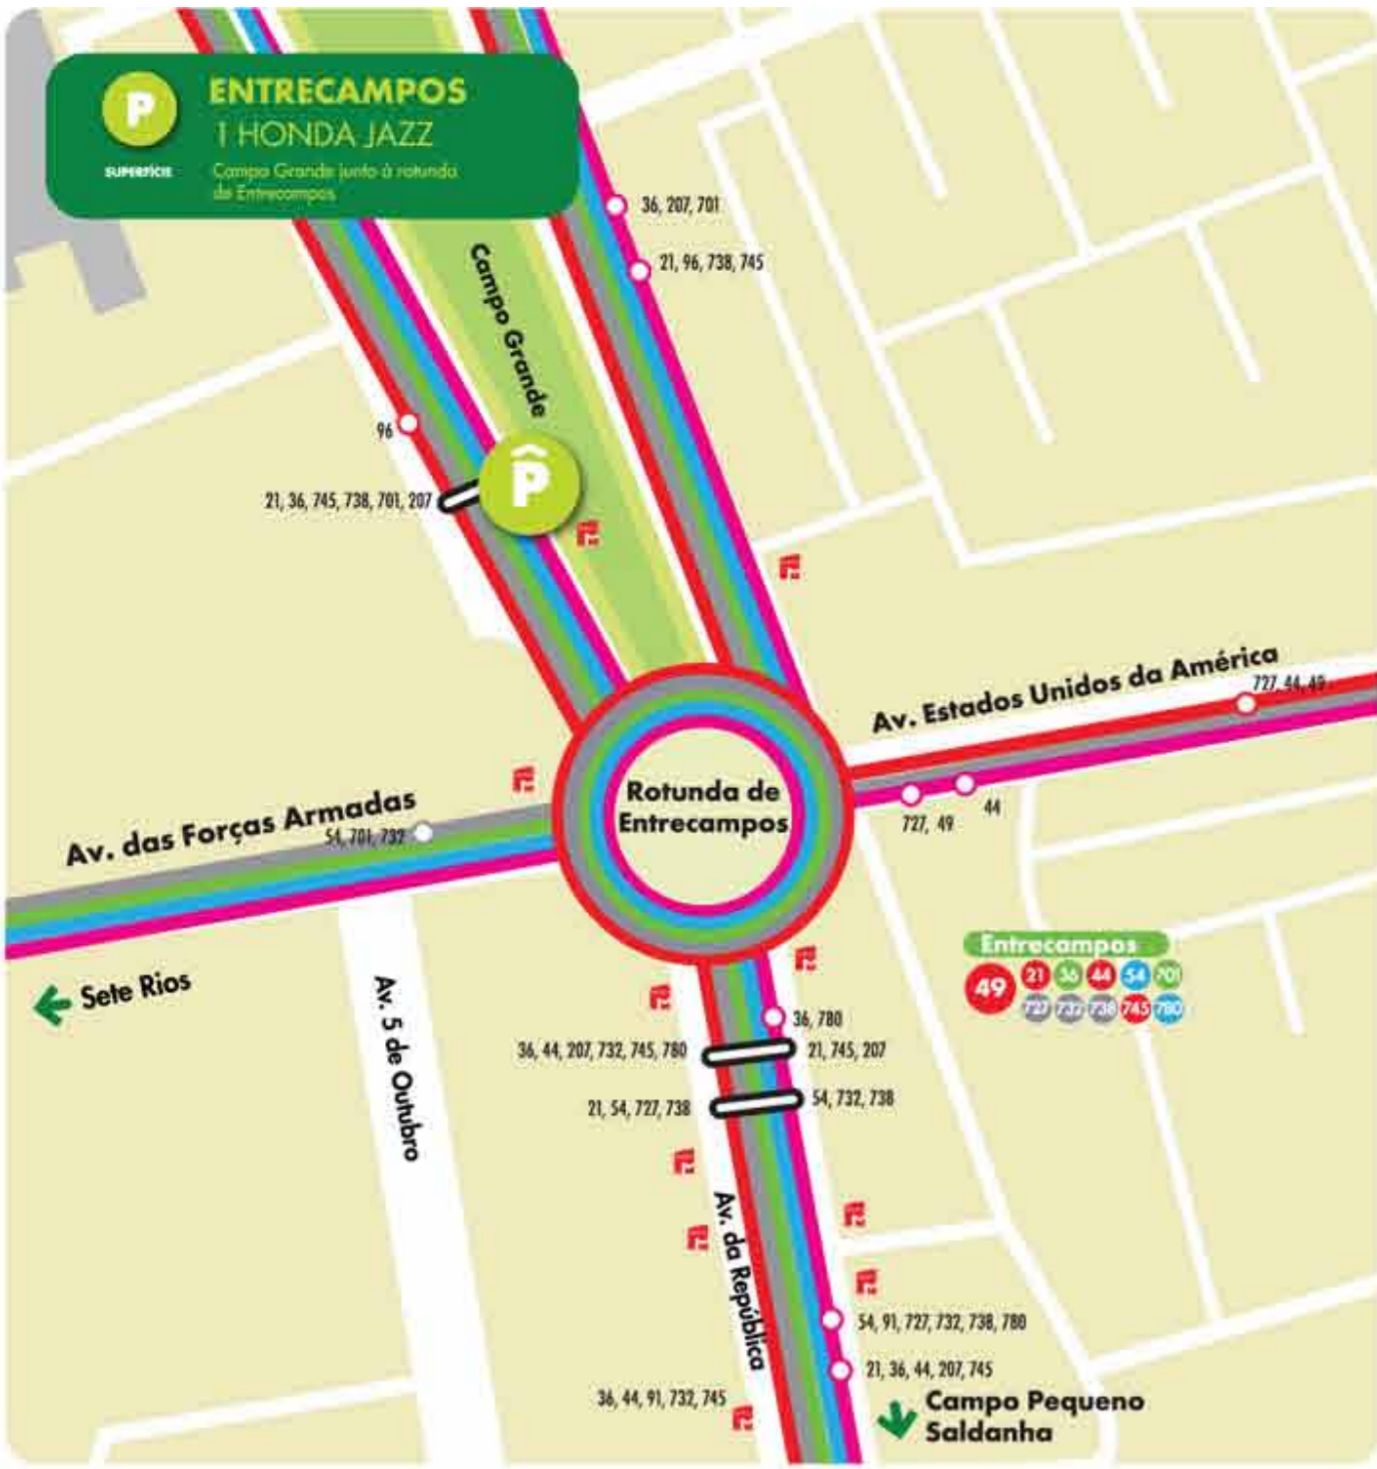 P
SUPERFÍCIE
ENTRECAMPOS
1 HONDA JAZZ
Campo Grande junto à rotunda
de Entrecampos
36, 207, 701
21, 96, 738, 745
Campo Grande
96
P
21, 36, 745, 738, 701, 207
Av. Estados Unidos da América
727, 44, 49
Rotunda de
Entrecampos
Av. das Forças Armadas
54, 701, 732
727, 49
44
Sete Rios
Av. 5 de Outubro
Entrecampos
49
21 36 44 54 701
727 732 738 745 780
36, 780
36, 44, 207, 732, 745, 780
21, 745, 207
21, 54, 727, 738
54, 732, 738
Av. da República
54, 91, 727, 732, 738, 780
21, 36, 44, 207, 745
36, 44, 91, 732, 745
Campo Pequeno
Saldanha